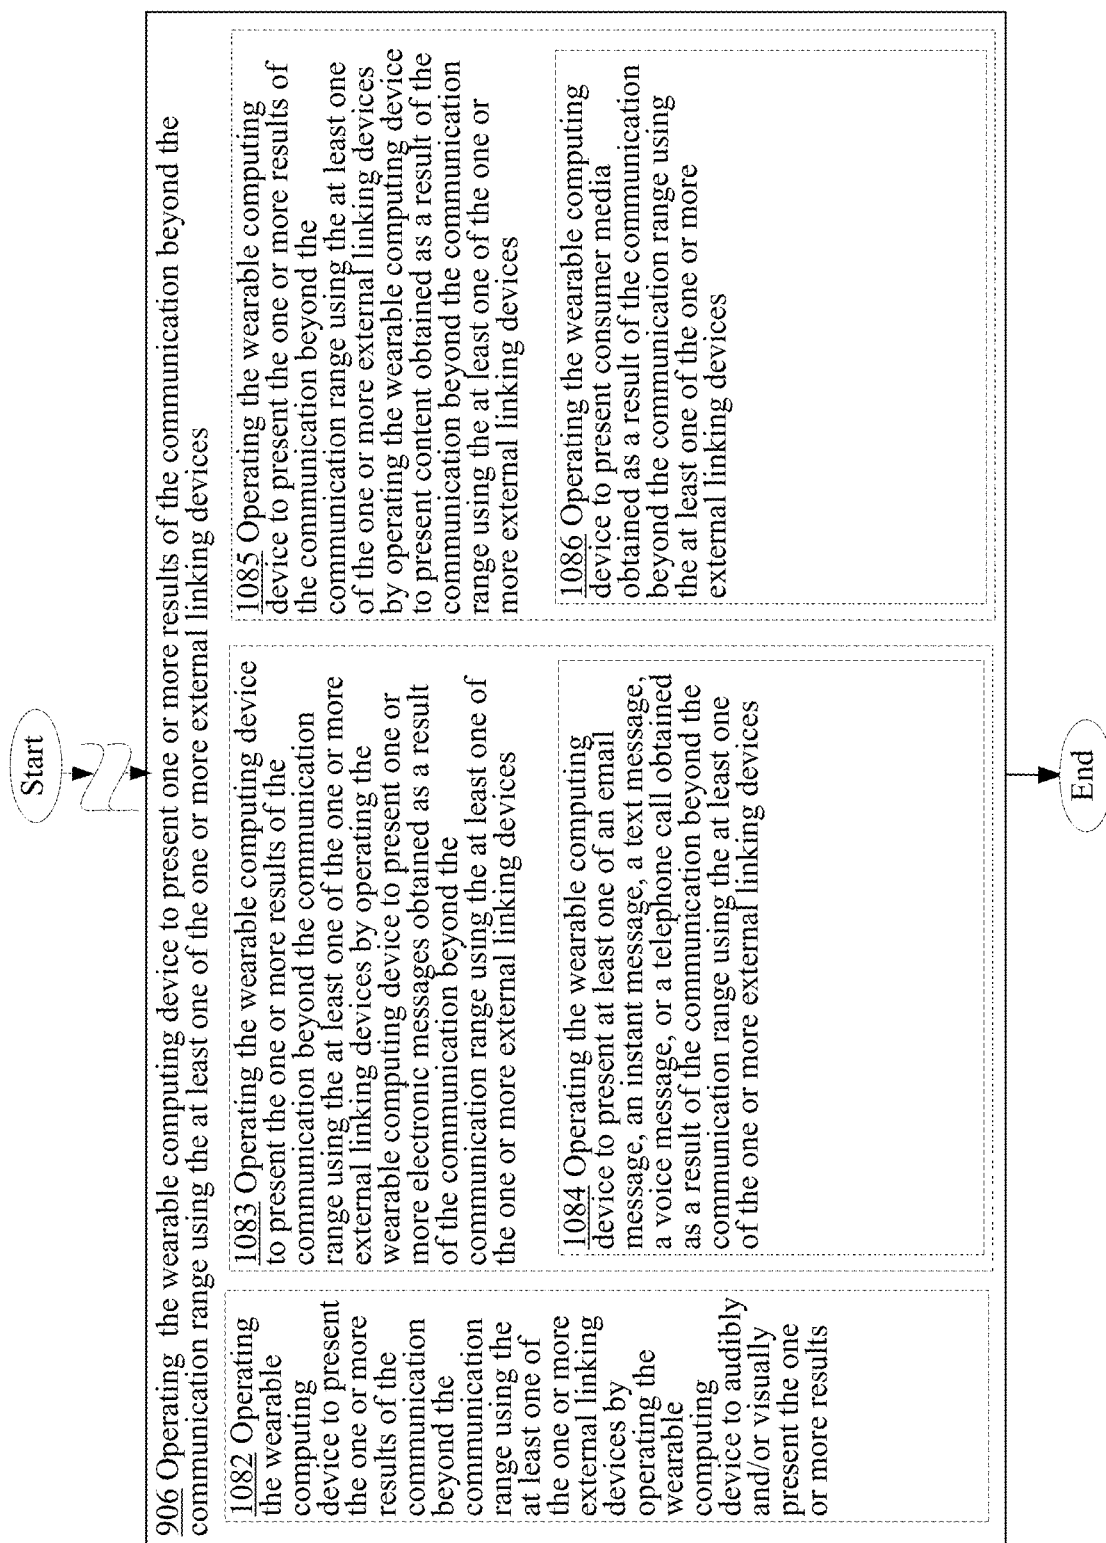 Start
906 Operating the wearable computing device to present one or more results of the communication beyond the
communication range using the at least one of the one or more external linking devices
1082 Operating
the wearable
computing
device to present
the one or more
results of the
communication
beyond the
communication
range using the
at least one of
the one or more
external linking
devices by
operating the
wearable
computing
device to audibly
and/or visually
present the one
or more results
1083 Operating the wearable computing device
to present the one or more results of the
communication beyond the communication
range using the at least one of the one or more
external linking devices by operating the
wearable computing device to present one or
more electronic messages obtained as a result
of the communication beyond the
communication range using the at least one of
the one or more external linking devices
1084 Operating the wearable computing
device to present at least one of an email
message, an instant message, a text message,
a voice message, or a telephone call obtained
as a result of the communication beyond the
communication range using the at least one
of the one or more external linking devices
1085 Operating the wearable computing
device to present the one or more results of
the communication beyond the
communication range using the at least one
of the one or more external linking devices
by operating the wearable computing device
to present content obtained as a result of the
communication beyond the communication
range using the at least one of the one or
more external linking devices
1086 Operating the wearable computing
device to present consumer media
obtained as a result of the communication
beyond the communication range using
the at least one of the one or more
external linking devices
End